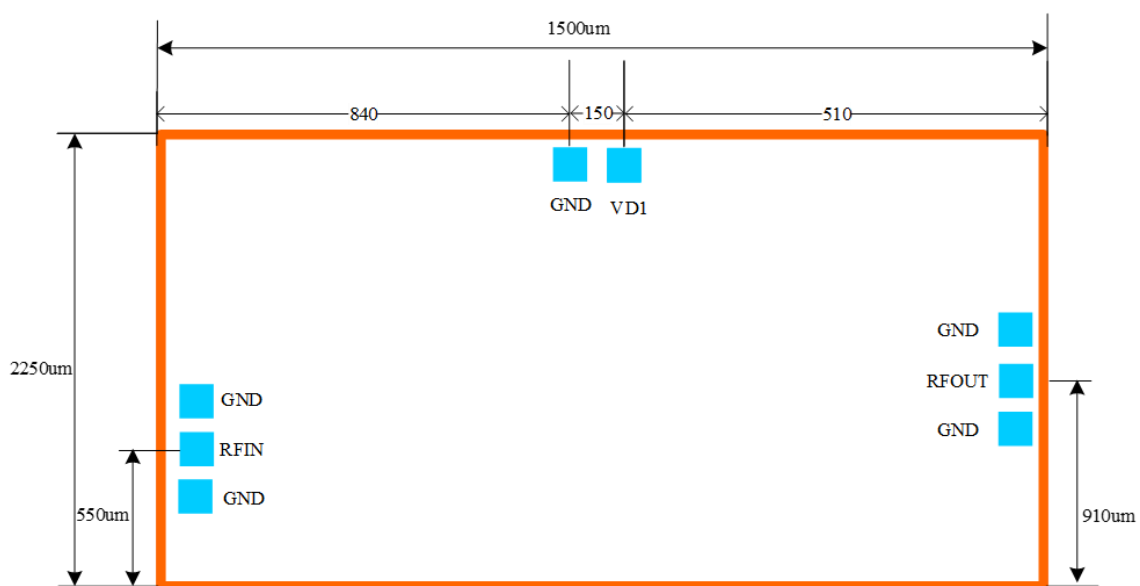 1500um
840
150
510
GND
VD1
GND
2250um
RFOUT
GND
RFIN
GND
GND
550um
910um